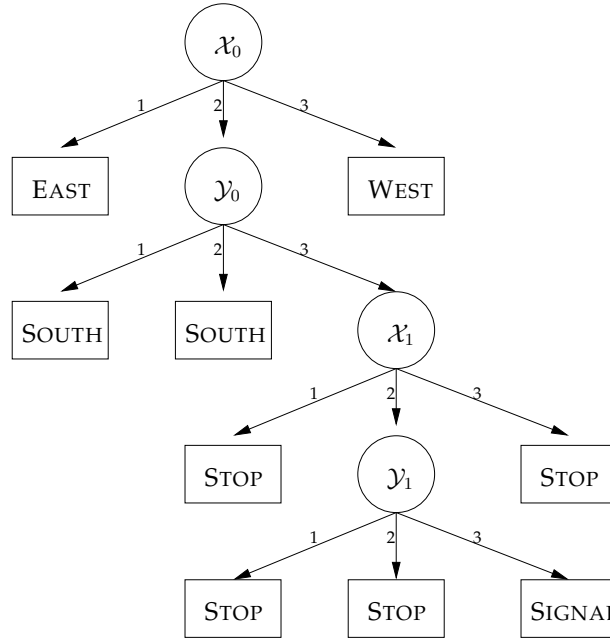 X₀
1 2 3
EAST
Y₀
WEST
1 2 3
SOUTH SOUTH
X₁
1 2 3
STOP
Y₁
STOP
1 2 3
STOP STOP SIGNAL